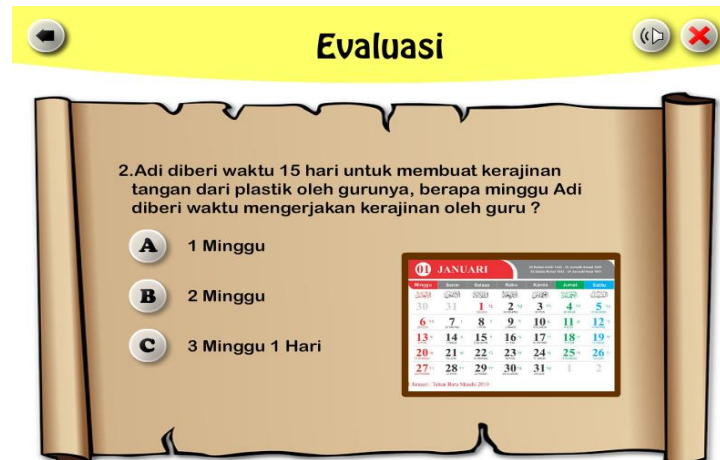 Evaluasi
2.Adi diberi waktu 15 hari untuk membuat kerajinan
tangan dari plastik oleh gurunya, berapa minggu Adi
diberi waktu mengerjakan kerajinan oleh guru ?
A 1 Minggu
B 2 Minggu
C 3 Minggu 1 Hari
01 JANUARI
Minggu Senin Selasa Rabu Kamis Jumat Sabtu
30 31 1 2 3 4 5
6 7 8 9 10 11 12
13 14 15 16 17 18 19
20 21 22 23 24 25 26
27 28 29 30 31 1 2